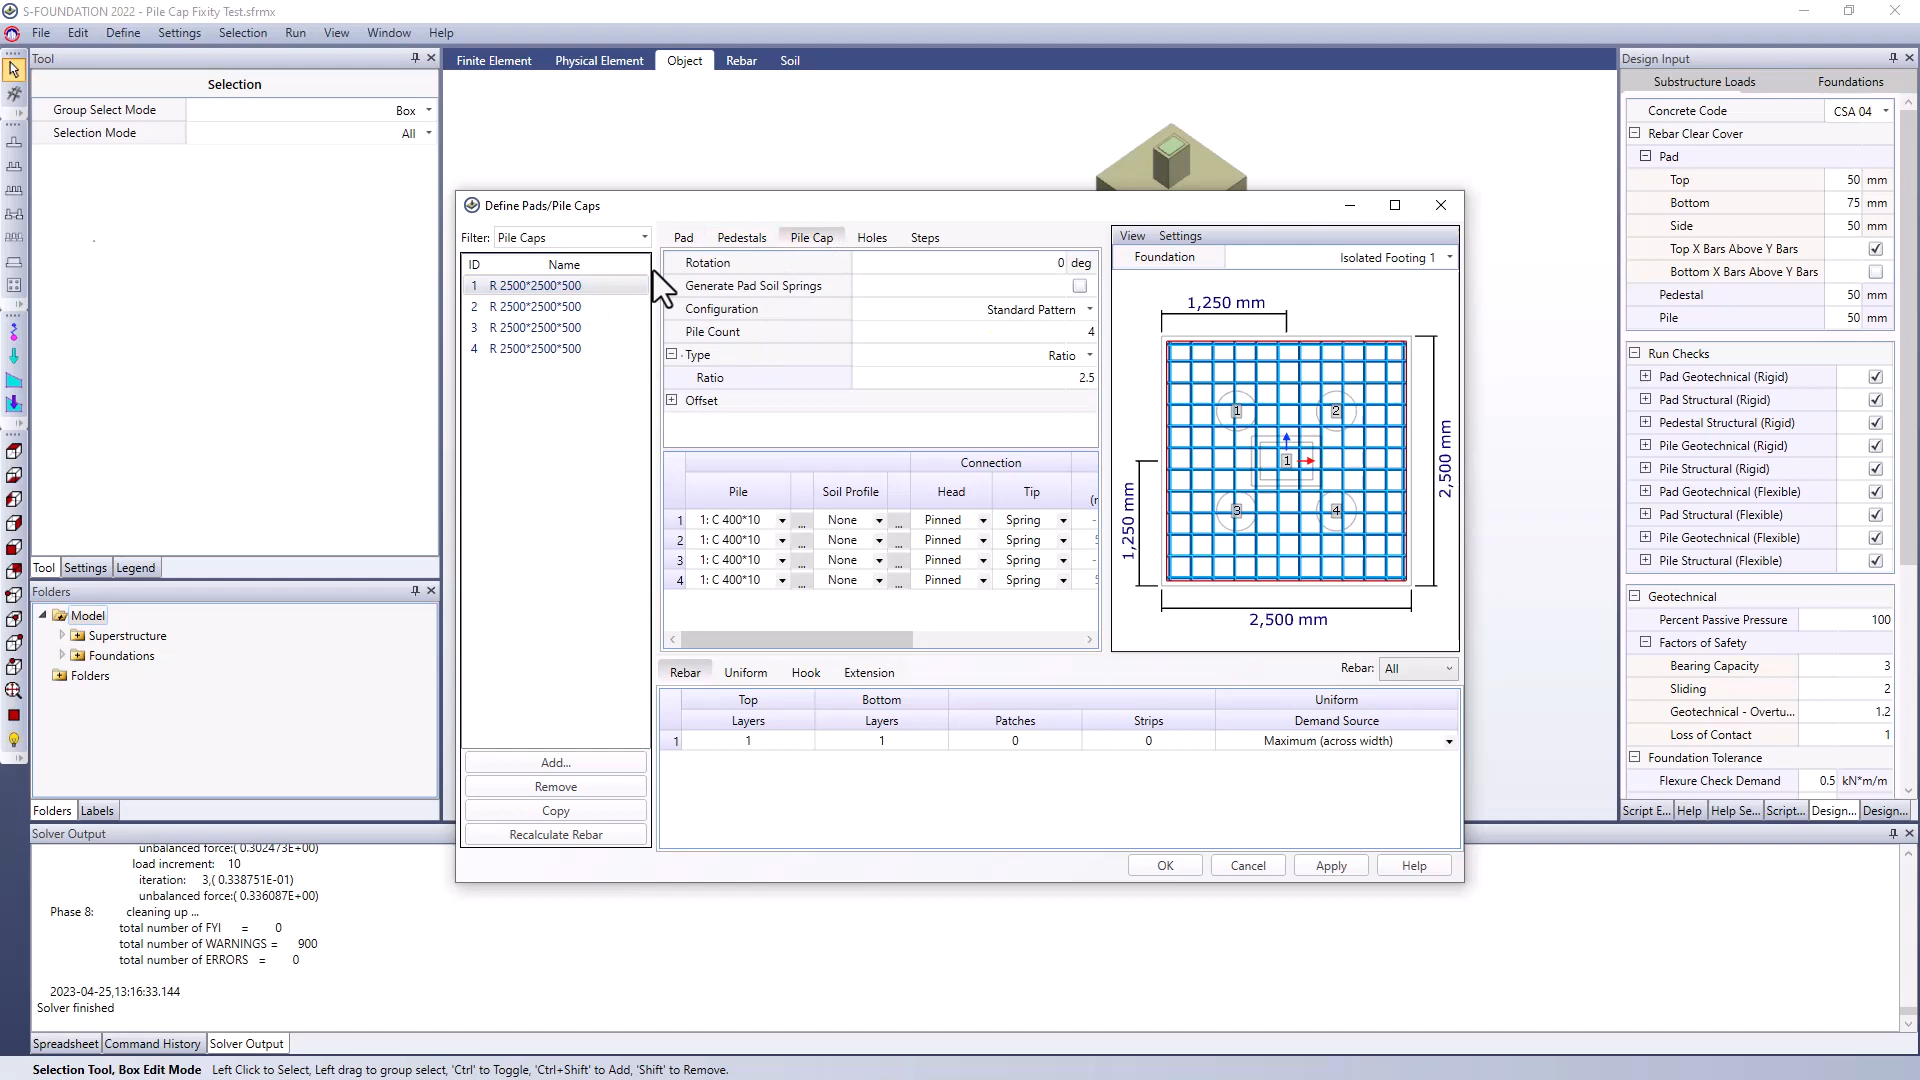 S-FOUNDATION 2022 - Pile Cap Fixity Test.sfrmx
File Edit Define Settings Selection Run View Window Help
Tool
Selection
Group Select Mode Box
Selection Mode All
Tool Settings Legend
Folders
Model
Superstructure
Foundations
Folders
Folders Labels
Finite Element Physical Element Object Rebar Soil
Define Pads/Pile Caps
Filter: Pile Caps
ID Name
1 R 2500*2500*500
2 R 2500*2500*500
3 R 2500*2500*500
4 R 2500*2500*500
Add...
Remove
Copy
Recalculate Rebar
Pad Pedestals Pile Cap Holes Steps
Rotation 0 deg
Generate Pad Soil Springs
Configuration Standard Pattern
Pile Count 4
Type Ratio
Ratio 2.5
Offset
Connection
Pile Soil Profile Head Tip
1 1: C 400*10 ... None ... Pinned Spring
2 1: C 400*10 ... None ... Pinned Spring
3 1: C 400*10 ... None ... Pinned Spring
4 1: C 400*10 ... None ... Pinned Spring
View Settings
Foundation Isolated Footing 1
1,250 mm
1 2
1
3 4
1,250 mm
2,500 mm
2,500 mm
Rebar Uniform Hook Extension
Rebar: All
Top Bottom Uniform
Layers Layers Patches Strips Demand Source
1 1 1 0 0 Maximum (across width)
OK Cancel Apply Help
Design Input
Substructure Loads Foundations
Concrete Code CSA 04
Rebar Clear Cover
Pad
Top 50 mm
Bottom 75 mm
Side 50 mm
Top X Bars Above Y Bars
Bottom X Bars Above Y Bars
Pedestal 50 mm
Pile 50 mm
Run Checks
Pad Geotechnical (Rigid)
Pad Structural (Rigid)
Pedestal Structural (Rigid)
Pile Geotechnical (Rigid)
Pile Structural (Rigid)
Pad Geotechnical (Flexible)
Pad Structural (Flexible)
Pile Geotechnical (Flexible)
Pile Structural (Flexible)
Geotechnical
Percent Passive Pressure 100
Factors of Safety
Bearing Capacity 3
Sliding 2
Geotechnical - Overtu... 1.2
Loss of Contact 1
Foundation Tolerance
Flexure Check Demand 0.5 kN*m/m
Script E... Help Help Se... Script... Design... Design...
Solver Output
unbalanced force:( 0.302473E+00)
load increment: 10
iteration: 3,( 0.338751E-01)
unbalanced force:( 0.336087E+00)
Phase 8: cleaning up ...
total number of FYI = 0
total number of WARNINGS = 900
total number of ERRORS = 0
2023-04-25,13:16:33.144
Solver finished
Spreadsheet Command History Solver Output
Selection Tool, Box Edit Mode Left Click to Select, Left drag to group select, 'Ctrl' to Toggle, 'Ctrl+Shift' to Add, 'Shift' to Remove.